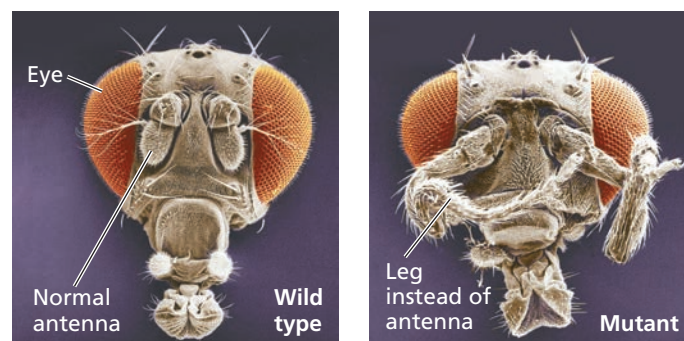 Eye
Normal
antenna
Wild
type
Leg
instead of
antenna
Mutant